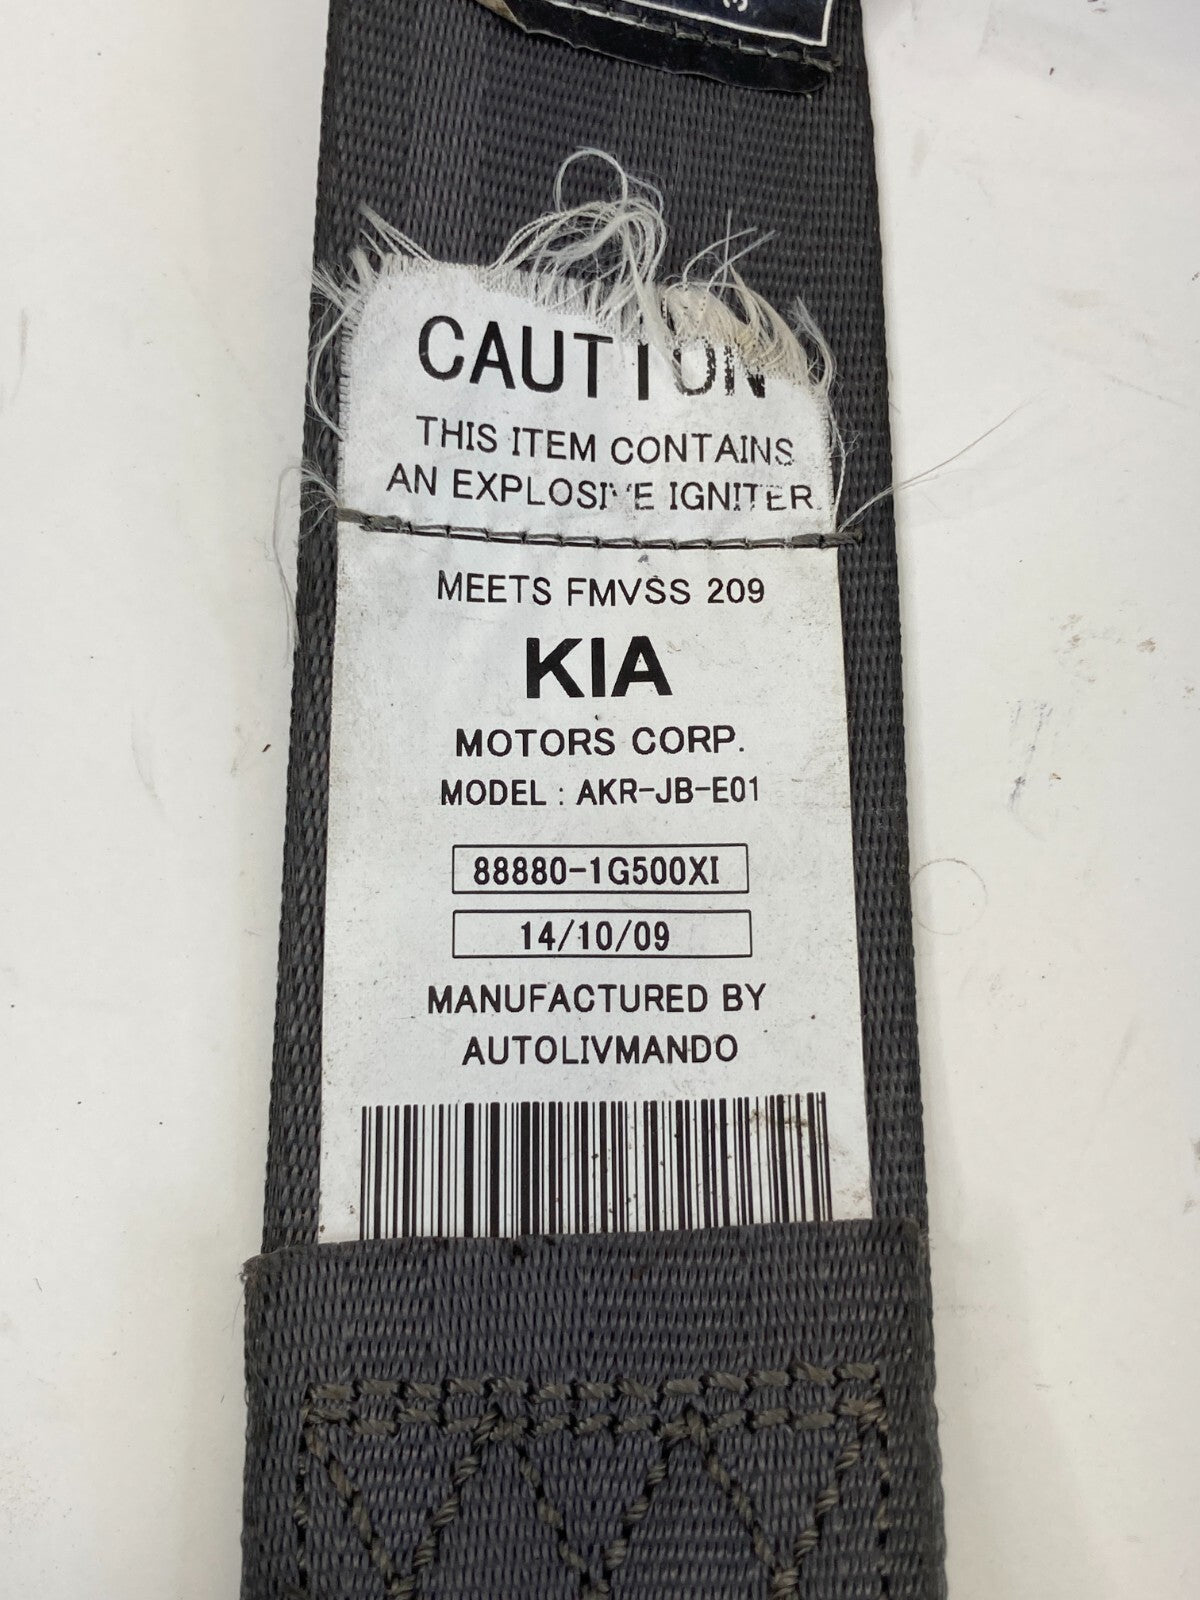 CAUTION
THIS ITEM CONTAINS
AN EXPLOSIVE IGNITER.
MEETS FMVSS 209
KIA
MOTORS CORP.
MODEL : AKR-JB-E01
88880-1G500XI
14/10/09
MANUFACTURED BY
AUTOLIVMANDO